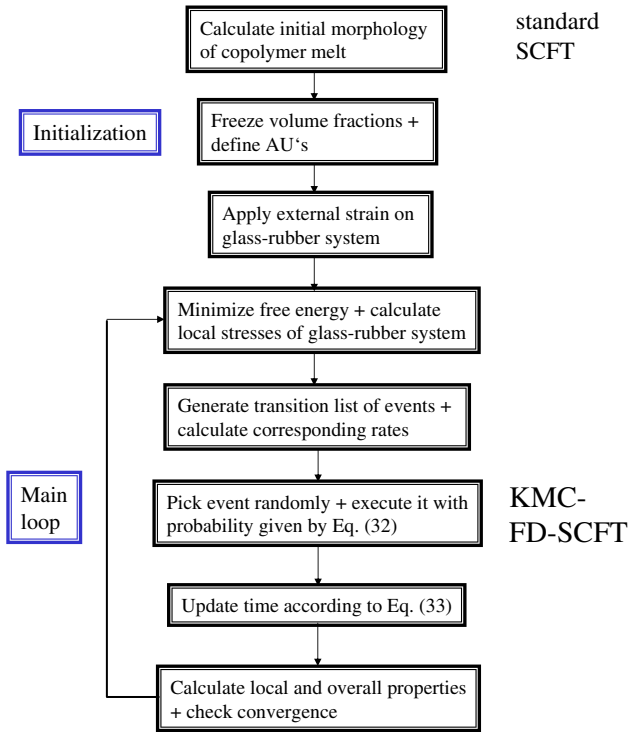 Calculate initial morphology
of copolymer melt
standard
SCFT
Initialization
Freeze volume fractions +
define AU‘s
Apply external strain on
glass-rubber system
Minimize free energy + calculate
local stresses of glass-rubber system
Generate transition list of events +
calculate corresponding rates
Main
loop
Pick event randomly + execute it with
probability given by Eq. (32)
KMC-
FD-SCFT
Update time according to Eq. (33)
Calculate local and overall properties
+ check convergence